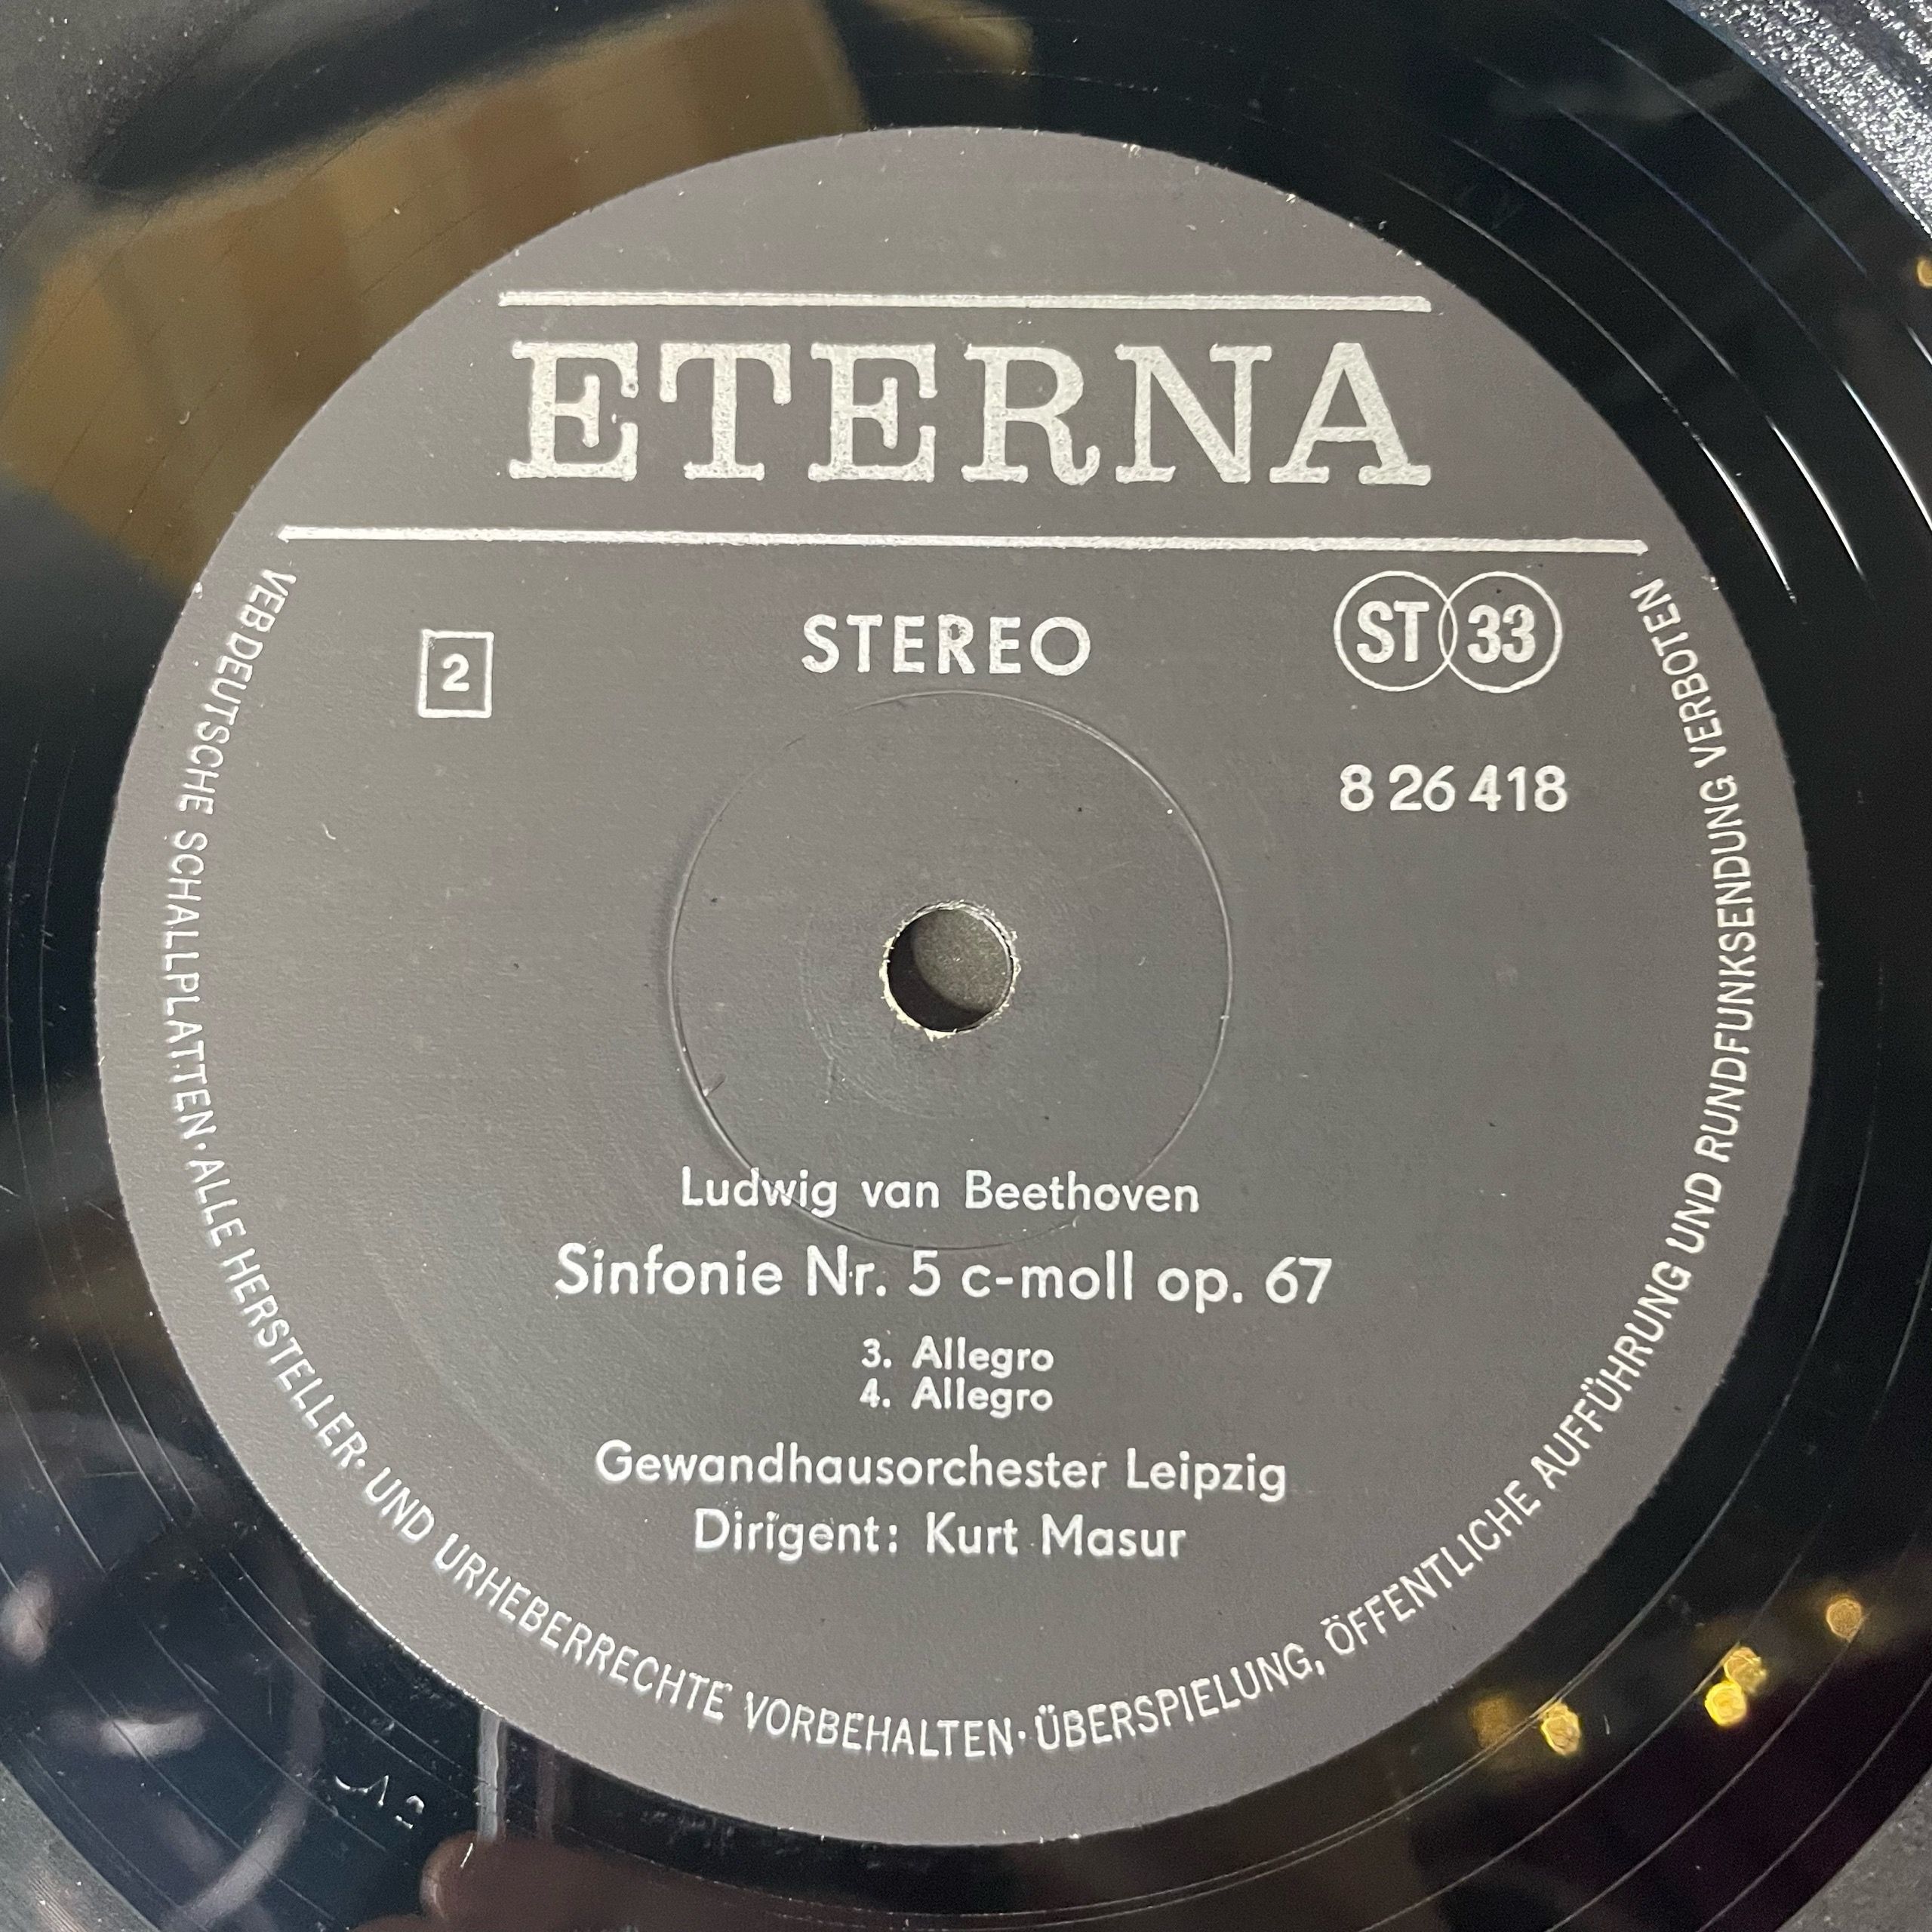 ETERNA
2
STEREO
ST 33
8 26 418
Ludwig van Beethoven
Sinfonie Nr. 5 c-moll op. 67
3. Allegro
4. Allegro
Gewandhausorchester Leipzig
Dirigent: Kurt Masur
VEB DEUTSCHE SCHALLPLATTEN · ALLE HERSTELLER- UND URHEBERRECHTE VORBEHALTEN · ÜBERSPIELUNG, ÖFFENTLICHE AUFFÜHRUNG UND RUNDFUNKSENDUNG VERBOTEN